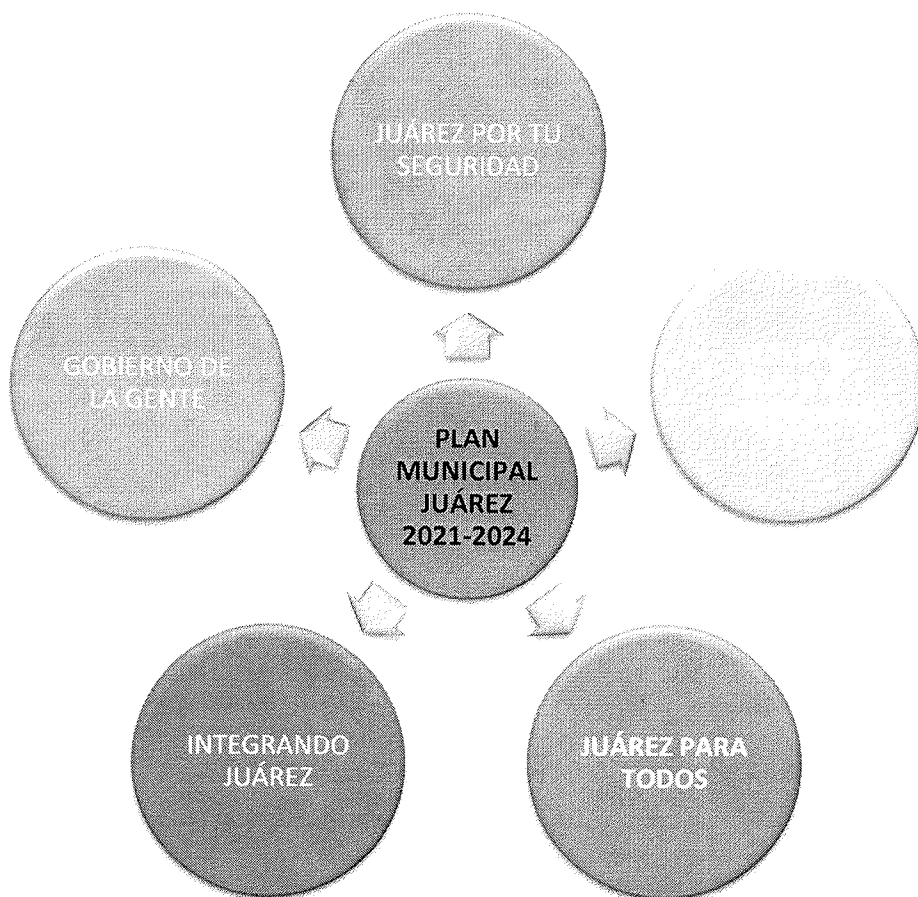 JUÁREZ POR TU
SEGURIDAD
GOBIERNO DE
LA GENTE
PLAN
MUNICIPAL
JUÁREZ
2021-2024
INTEGRANDO
JUÁREZ
JUÁREZ PARA
TODOS